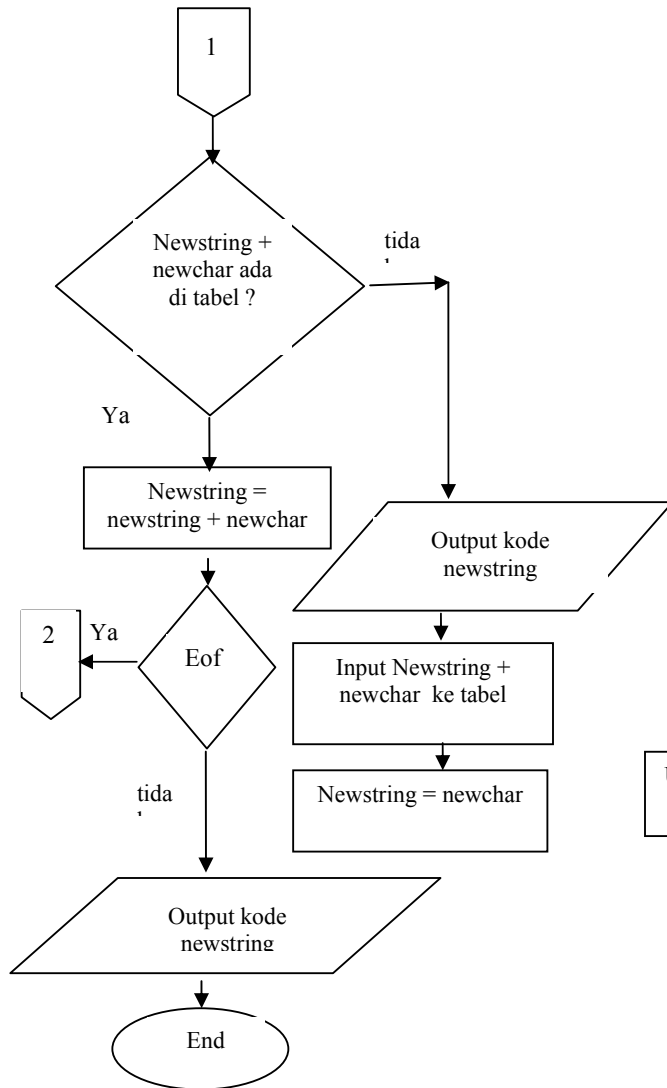 1
Newstring +
newchar ada
di tabel ?
tida
Ya
Newstring =
newstring + newchar
Output kode
newstring
2
Ya
Eof
Input Newstring +
newchar ke tabel
tida
Newstring = newchar
Output kode
newstring
End